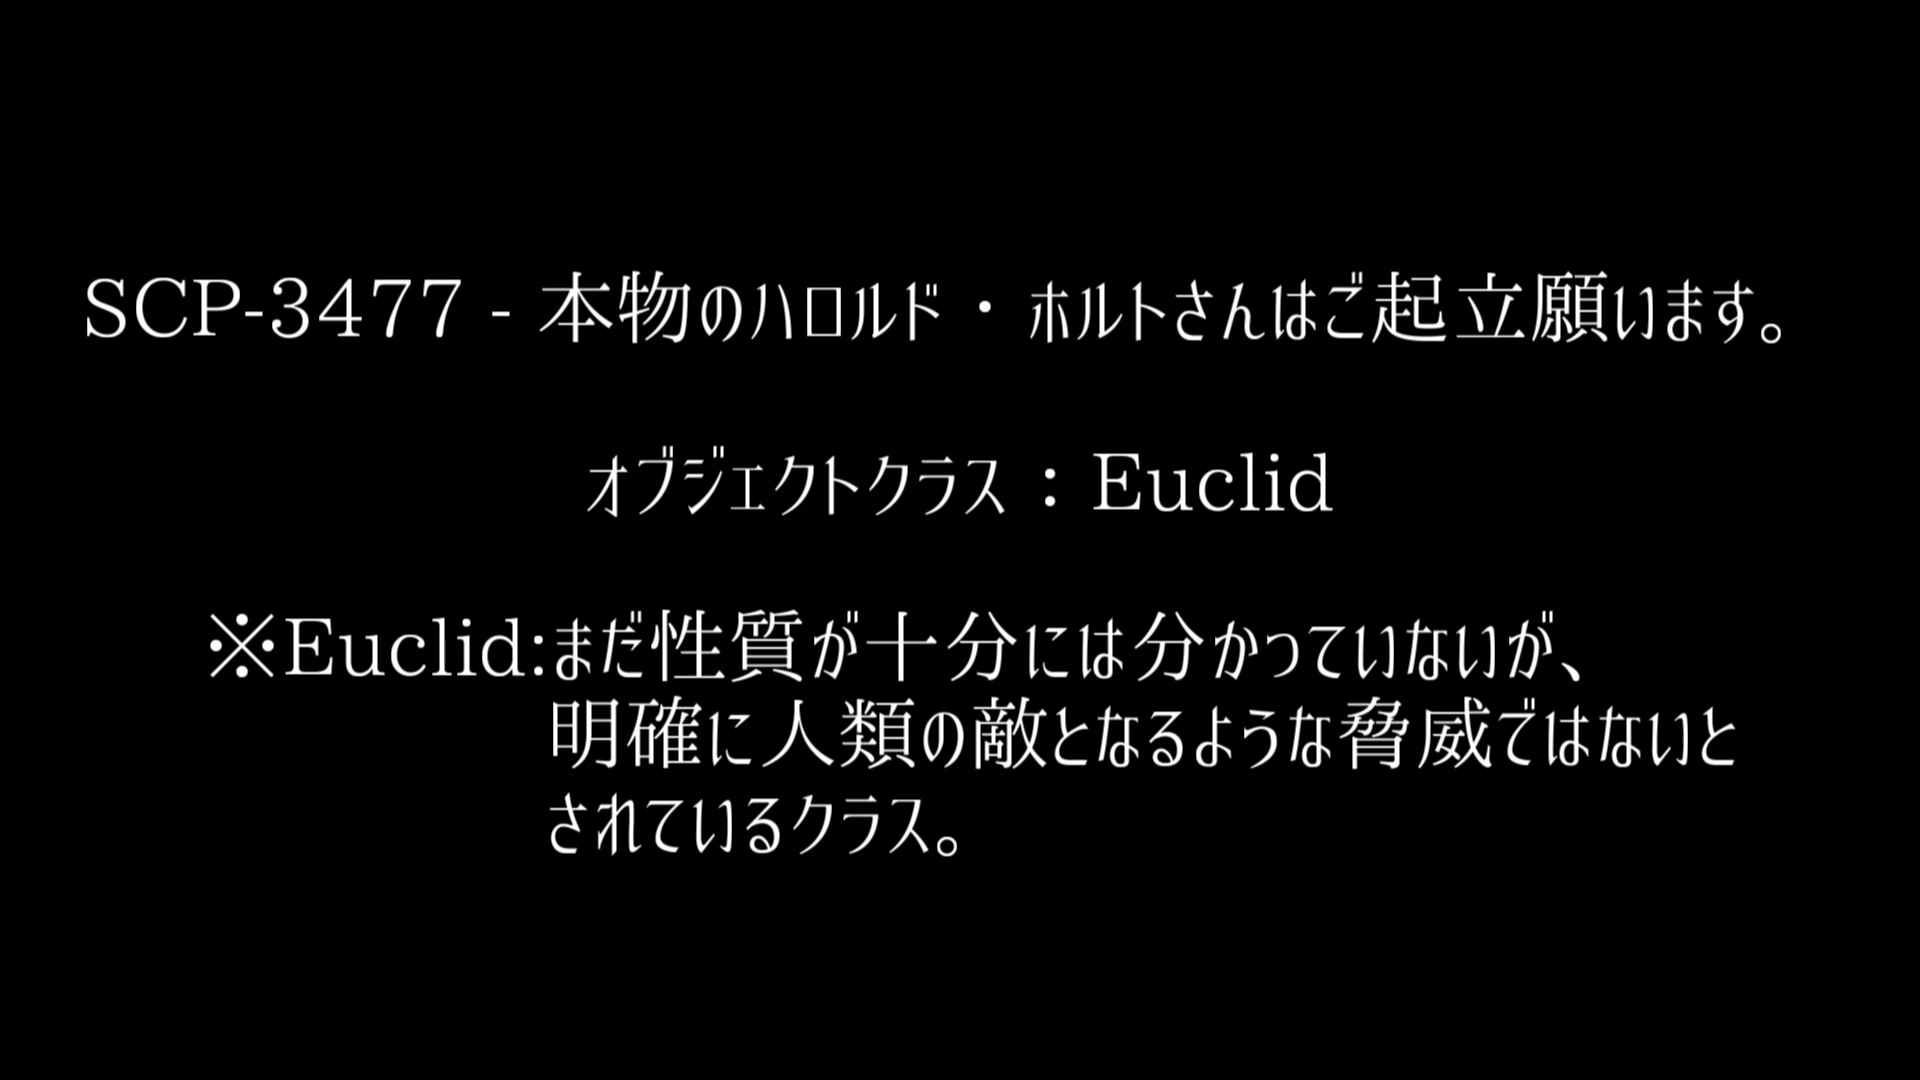 SCP-3477 - 本物のハロルド・ホルトさんはご起立願います。
オブジェクトクラス：Euclid
※Euclid:まだ性質が十分には分かっていないが、
明確に人類の敵となるような脅威ではないと
されているクラス。